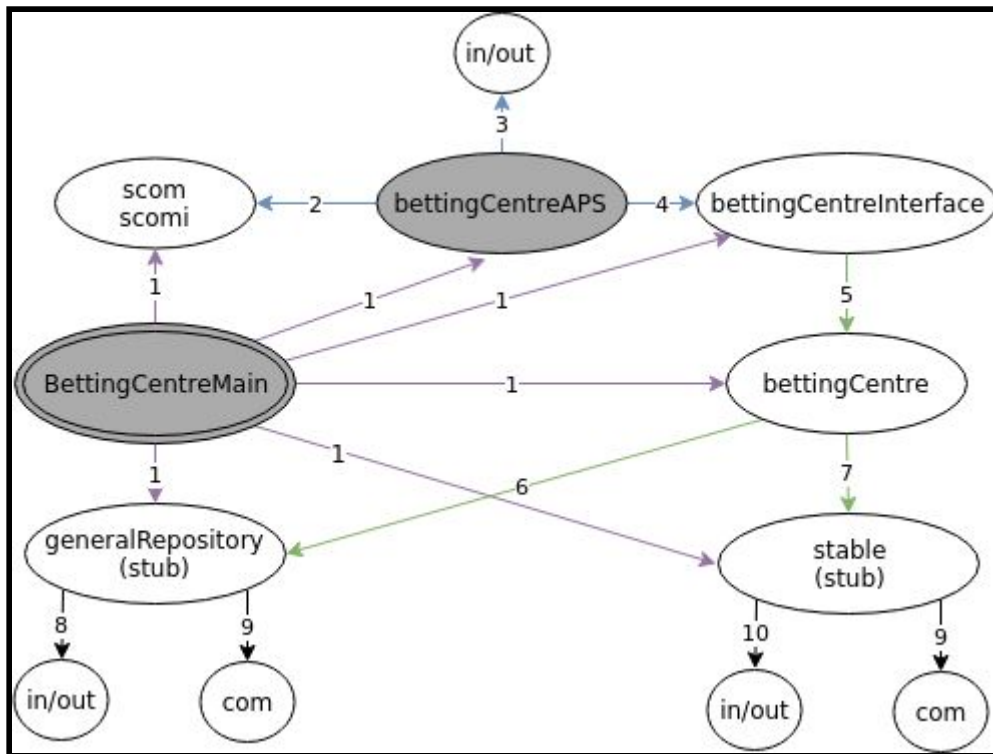 in/out
3
scom
scomi
2
bettingCentreAPS
4
bettingCentreInterface
1
1
1
5
BettingCentreMain
1
bettingCentre
1
1
6
7
generalRepository
(stub)
stable
(stub)
8
9
10
9
in/out
com
in/out
com